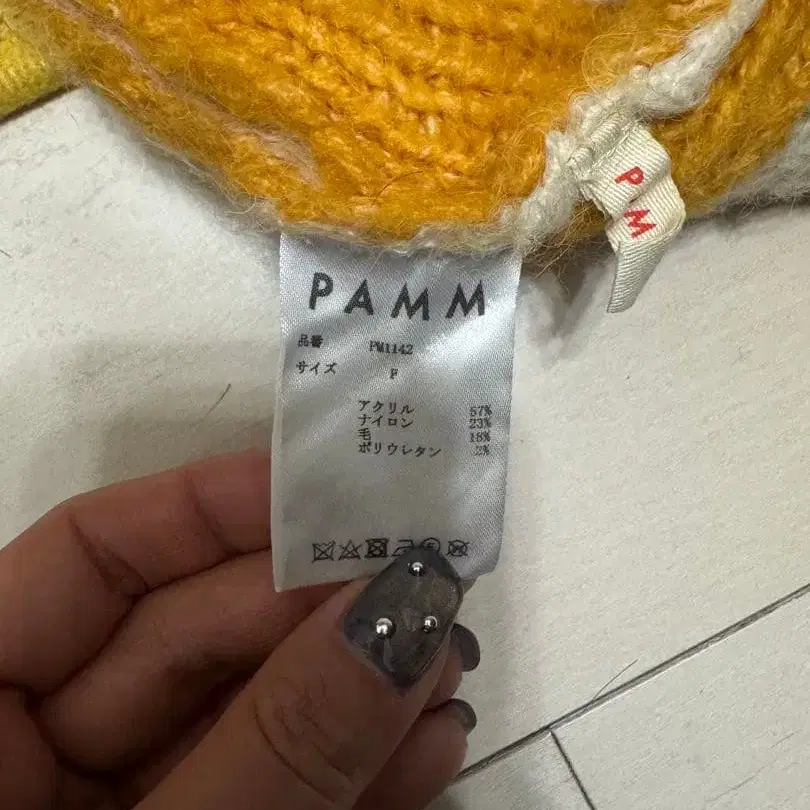 P M
PAMM
品番 PM1142
サイズ F
アクリル 57%
ナイロン 23%
毛 18%
ポリウレタン 2%